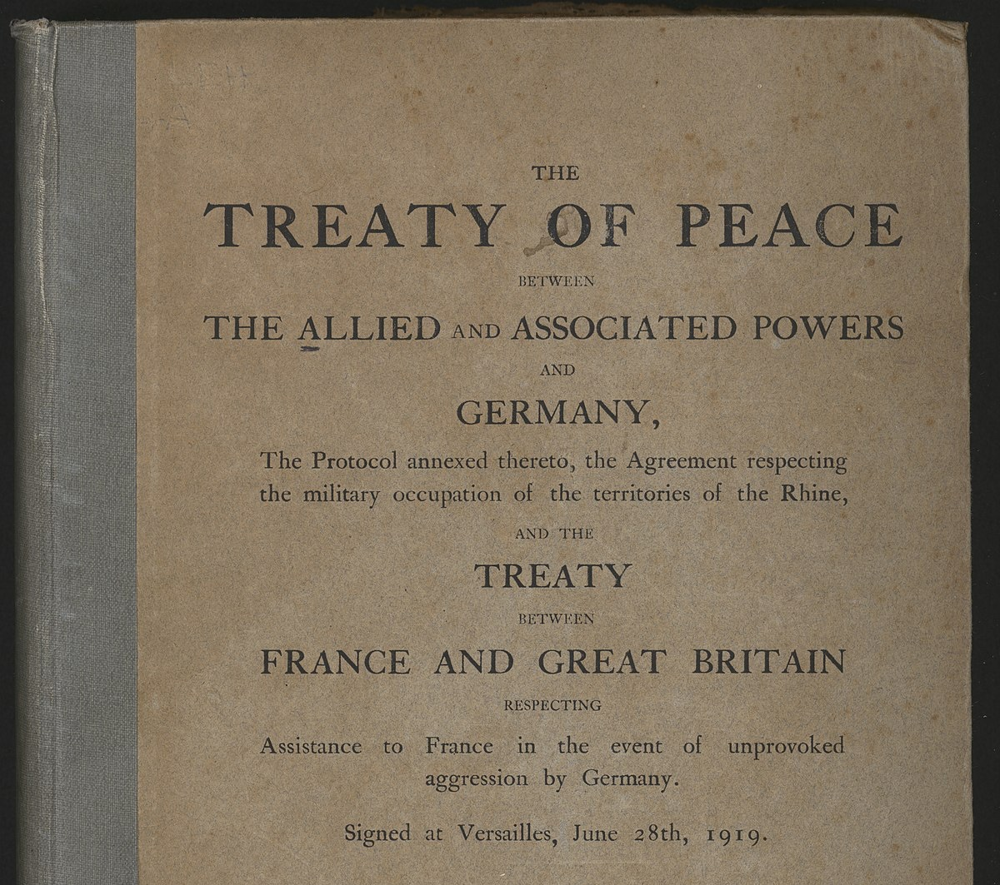 THE
TREATY OF PEACE
BETWEEN
THE ALLIED AND ASSOCIATED POWERS
AND
GERMANY,
The Protocol annexed thereto, the Agreement respecting
the military occupation of the territories of the Rhine,
AND THE
TREATY
BETWEEN
FRANCE AND GREAT BRITAIN
RESPECTING
Assistance to France in the event of unprovoked
aggression by Germany.
Signed at Versailles, June 28th, 1919.